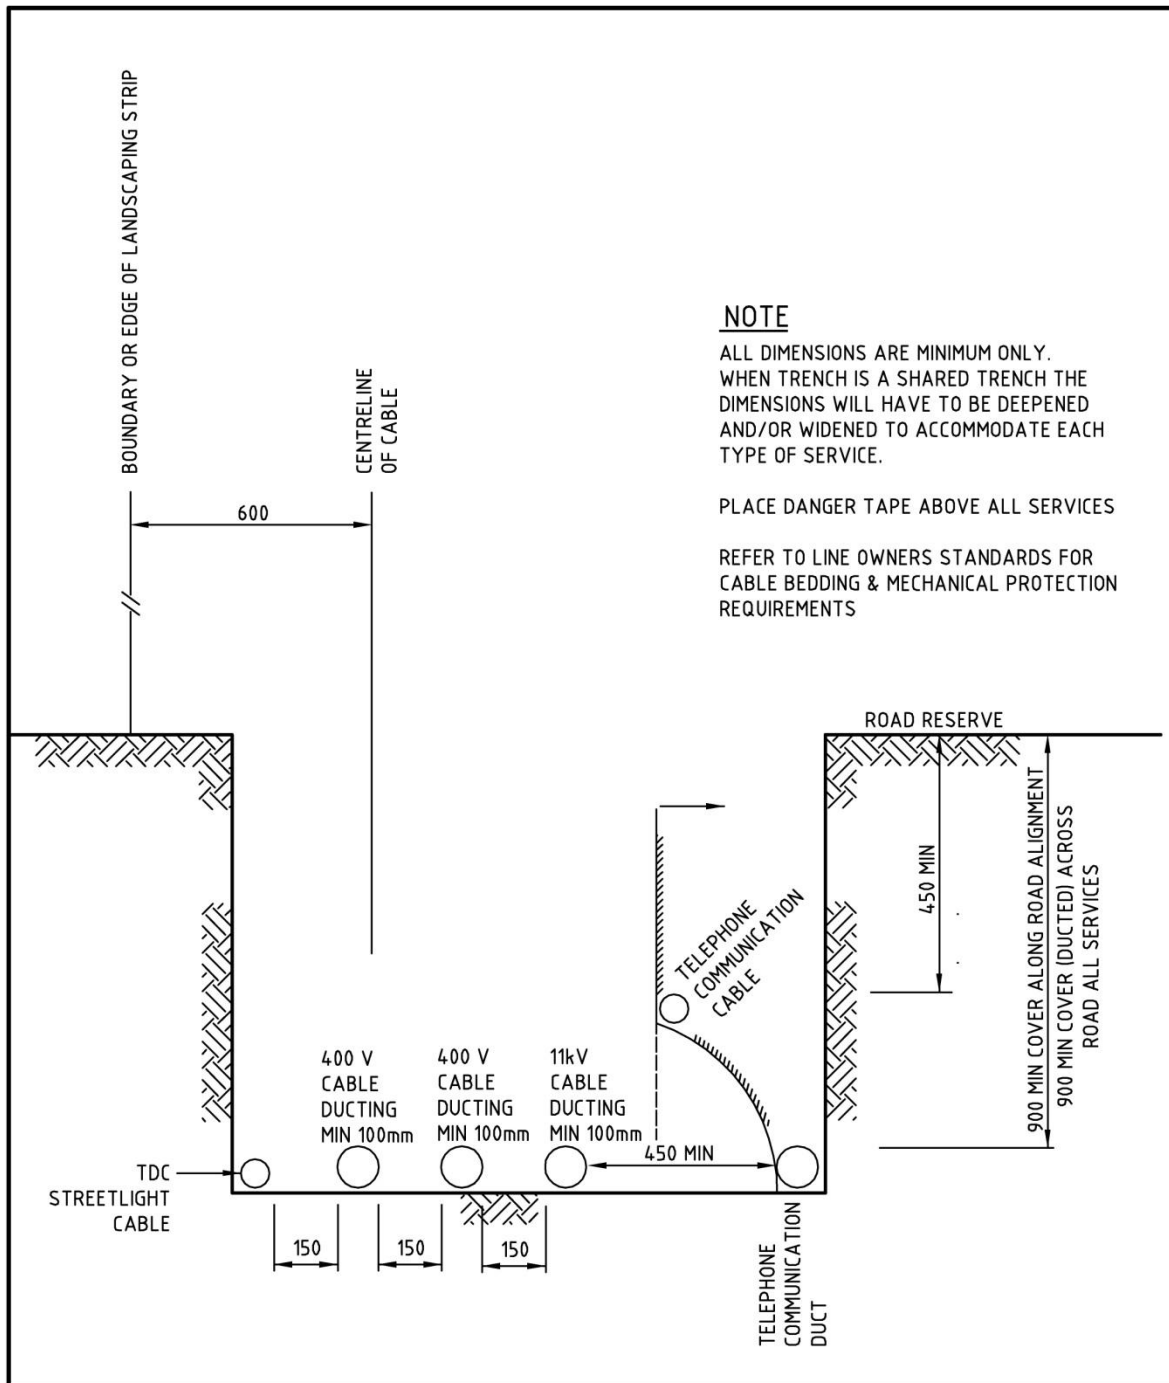 BOUNDARY OR EDGE OF LANDSCAPING STRIP
CENTRELINE
OF CABLE
600
NOTE
ALL DIMENSIONS ARE MINIMUM ONLY.
WHEN TRENCH IS A SHARED TRENCH THE
DIMENSIONS WILL HAVE TO BE DEEPENED
AND/OR WIDENED TO ACCOMMODATE EACH
TYPE OF SERVICE.
PLACE DANGER TAPE ABOVE ALL SERVICES
REFER TO LINE OWNERS STANDARDS FOR
CABLE BEDDING & MECHANICAL PROTECTION
REQUIREMENTS
ROAD RESERVE
450 MIN
900 MIN COVER ALONG ROAD ALIGNMENT
900 MIN COVER (DUCTED) ACROSS
ROAD ALL SERVICES
TELEPHONE
COMMUNICATION
CABLE
400 V
CABLE
DUCTING
MIN 100mm
400 V
CABLE
DUCTING
MIN 100mm
11kV
CABLE
DUCTING
MIN 100mm
450 MIN
TDC
STREETLIGHT
CABLE
150
150
150
TELEPHONE
COMMUNICATION
DUCT